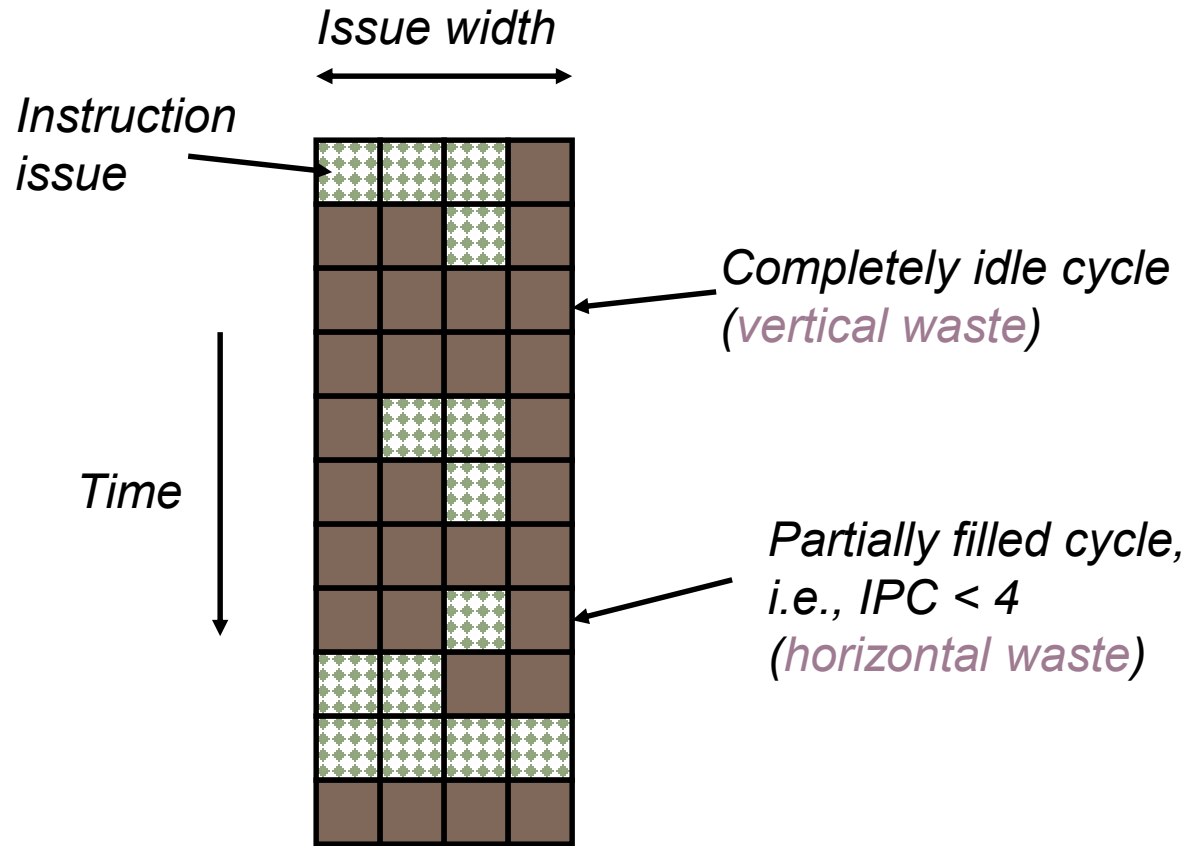 Issue width
Instruction
issue
Completely idle cycle
(vertical waste)
Time
Partially filled cycle,
i.e., IPC < 4
(horizontal waste)